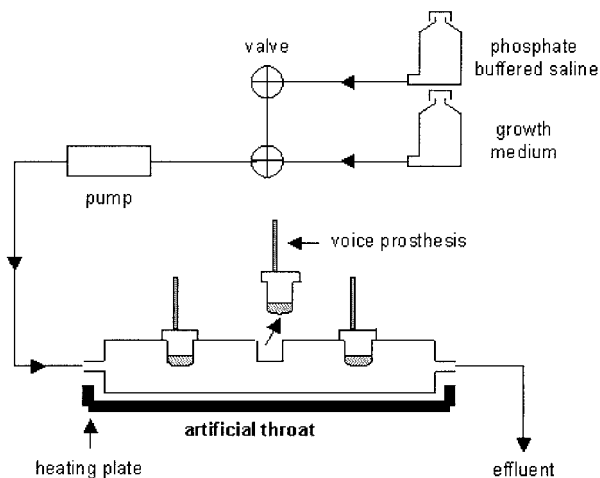 valve
phosphate
buffered saline
growth
medium
pump
voice prosthesis
artificial throat
heating plate
effluent